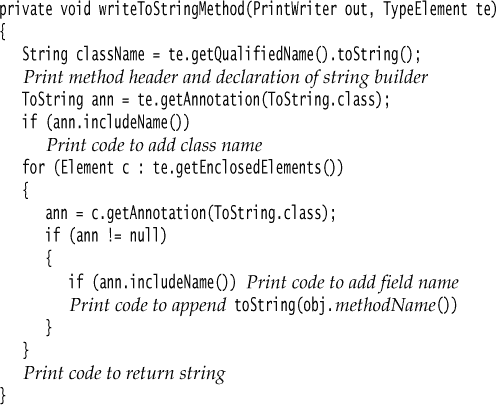 private void writeToStringMethod(PrintWriter out, TypeElement te)
{
   String className = te.getQualifiedName().toString();
   Print method header and declaration of string builder
   ToString ann = te.getAnnotation(ToString.class);
   if (ann.includeName())
      Print code to add class name
   for (Element c : te.getEnclosedElements())
   {
      ann = c.getAnnotation(ToString.class);
      if (ann != null)
      {
         if (ann.includeName()) Print code to add field name
         Print code to append toString(obj.methodName())
      }
   }
   Print code to return string
}